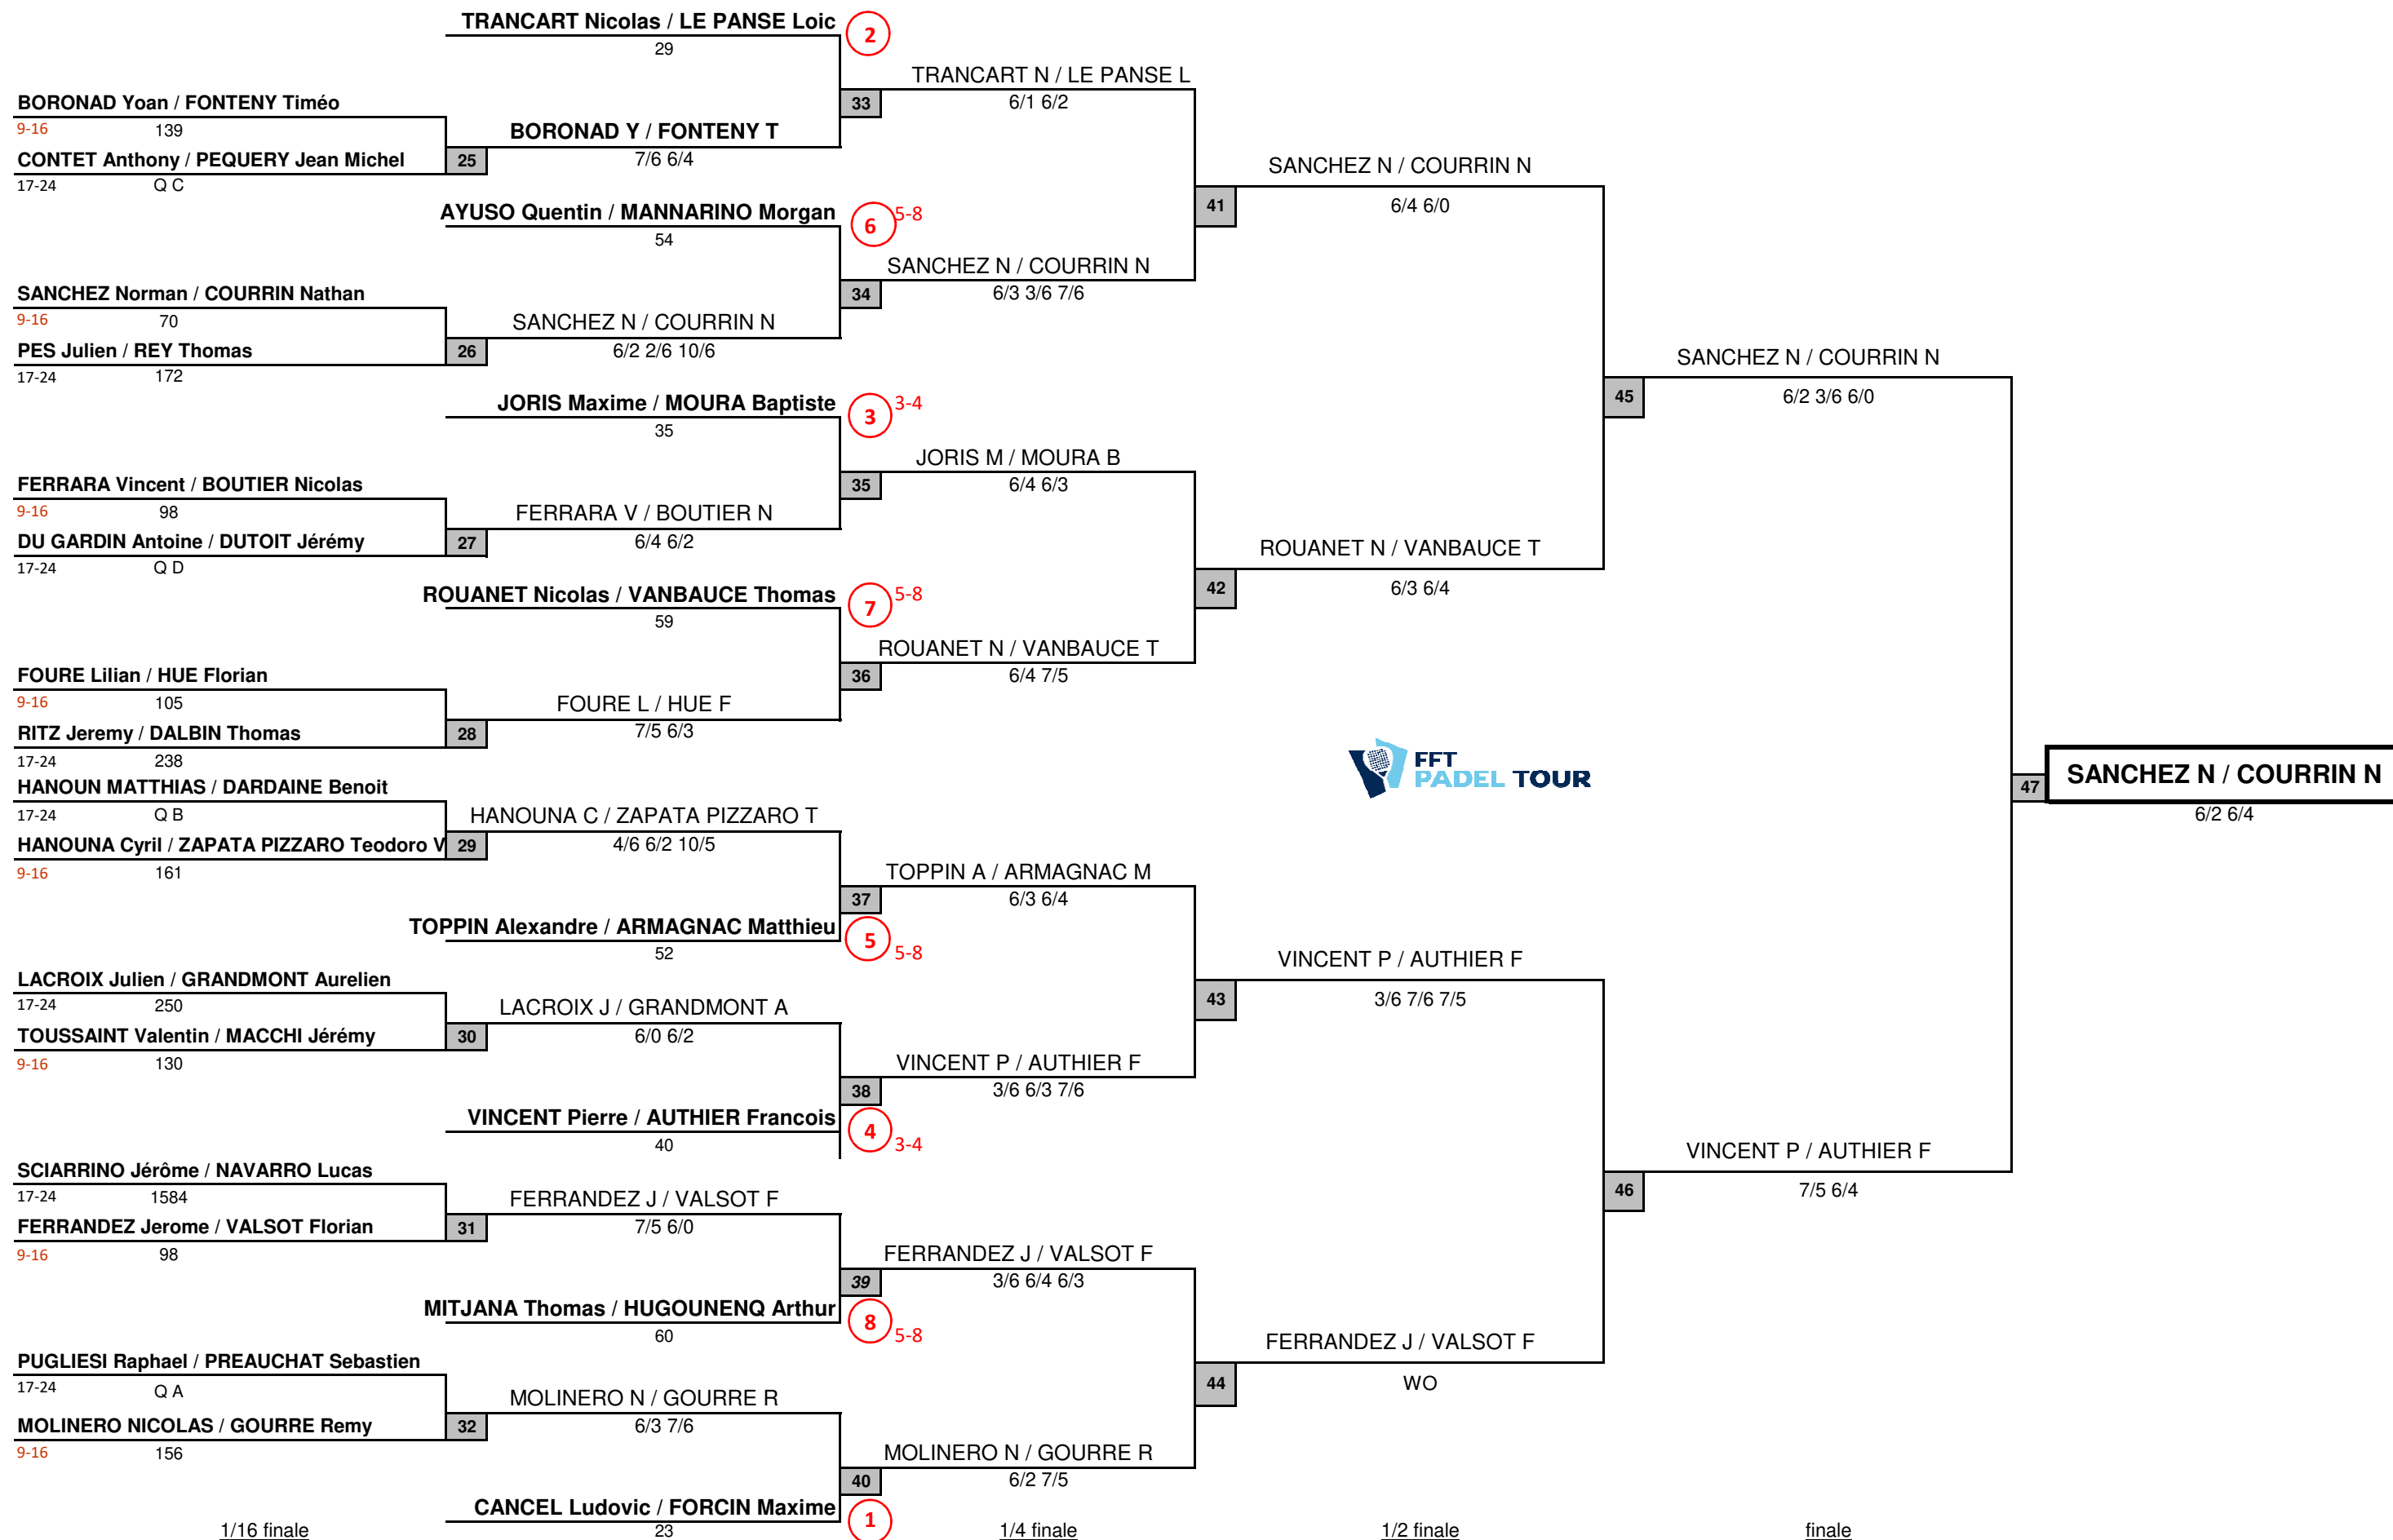 TRANCART Nicolas / LE PANSE Loic
2
29
TRANCART N / LE PANSE L
BORONAD Yoan / FONTENY Timéo
33
6/1 6/2
9-16
139
BORONAD Y / FONTENY T
CONTET Anthony / PEQUERY Jean Michel
25
7/6 6/4
17-24
Q C
SANCHEZ N / COURRIN N
41
6/4 6/0
AYUSO Quentin / MANNARINO Morgan
6
5-8
54
SANCHEZ N / COURRIN N
SANCHEZ Norman / COURRIN Nathan
34
6/3 3/6 7/6
9-16
70
SANCHEZ N / COURRIN N
PES Julien / REY Thomas
26
6/2 2/6 10/6
17-24
172
SANCHEZ N / COURRIN N
45
6/2 3/6 6/0
JORIS Maxime / MOURA Baptiste
3
3-4
35
JORIS M / MOURA B
FERRARA Vincent / BOUTIER Nicolas
35
6/4 6/3
9-16
98
FERRARA V / BOUTIER N
DU GARDIN Antoine / DUTOIT Jérémy
27
6/4 6/2
17-24
Q D
ROUANET N / VANBAUCE T
42
6/3 6/4
ROUANET Nicolas / VANBAUCE Thomas
7
5-8
59
ROUANET N / VANBAUCE T
FOURE Lilian / HUE Florian
36
6/4 7/5
9-16
105
FOURE L / HUE F
RITZ Jeremy / DALBIN Thomas
28
7/5 6/3
17-24
238
FFT
PADEL TOUR
47
SANCHEZ N / COURRIN N
6/2 6/4
HANOUN MATTHIAS / DARDAINE Benoit
17-24
Q B
HANOUNA C / ZAPATA PIZZARO T
HANOUNA Cyril / ZAPATA PIZZARO Teodoro V
29
4/6 6/2 10/5
9-16
161
TOPPIN A / ARMAGNAC M
37
6/3 6/4
TOPPIN Alexandre / ARMAGNAC Matthieu
5
5-8
52
LACROIX Julien / GRANDMONT Aurelien
VINCENT P / AUTHIER F
43
3/6 7/6 7/5
17-24
250
LACROIX J / GRANDMONT A
TOUSSAINT Valentin / MACCHI Jérémy
30
6/0 6/2
9-16
130
VINCENT P / AUTHIER F
38
3/6 6/3 7/6
VINCENT Pierre / AUTHIER Francois
4
3-4
40
VINCENT P / AUTHIER F
46
7/5 6/4
SCIARRINO Jérôme / NAVARRO Lucas
17-24
1584
FERRANDEZ J / VALSOT F
FERRANDEZ Jerome / VALSOT Florian
31
7/5 6/0
9-16
98
FERRANDEZ J / VALSOT F
39
3/6 6/4 6/3
MITJANA Thomas / HUGOUNENQ Arthur
8
5-8
60
FERRANDEZ J / VALSOT F
44
WO
PUGLIESI Raphael / PREAUCHAT Sebastien
17-24
Q A
MOLINERO N / GOURRE R
MOLINERO NICOLAS / GOURRE Remy
32
6/3 7/6
9-16
156
MOLINERO N / GOURRE R
40
6/2 7/5
CANCEL Ludovic / FORCIN Maxime
1
23
1/16 finale
1/4 finale
1/2 finale
finale